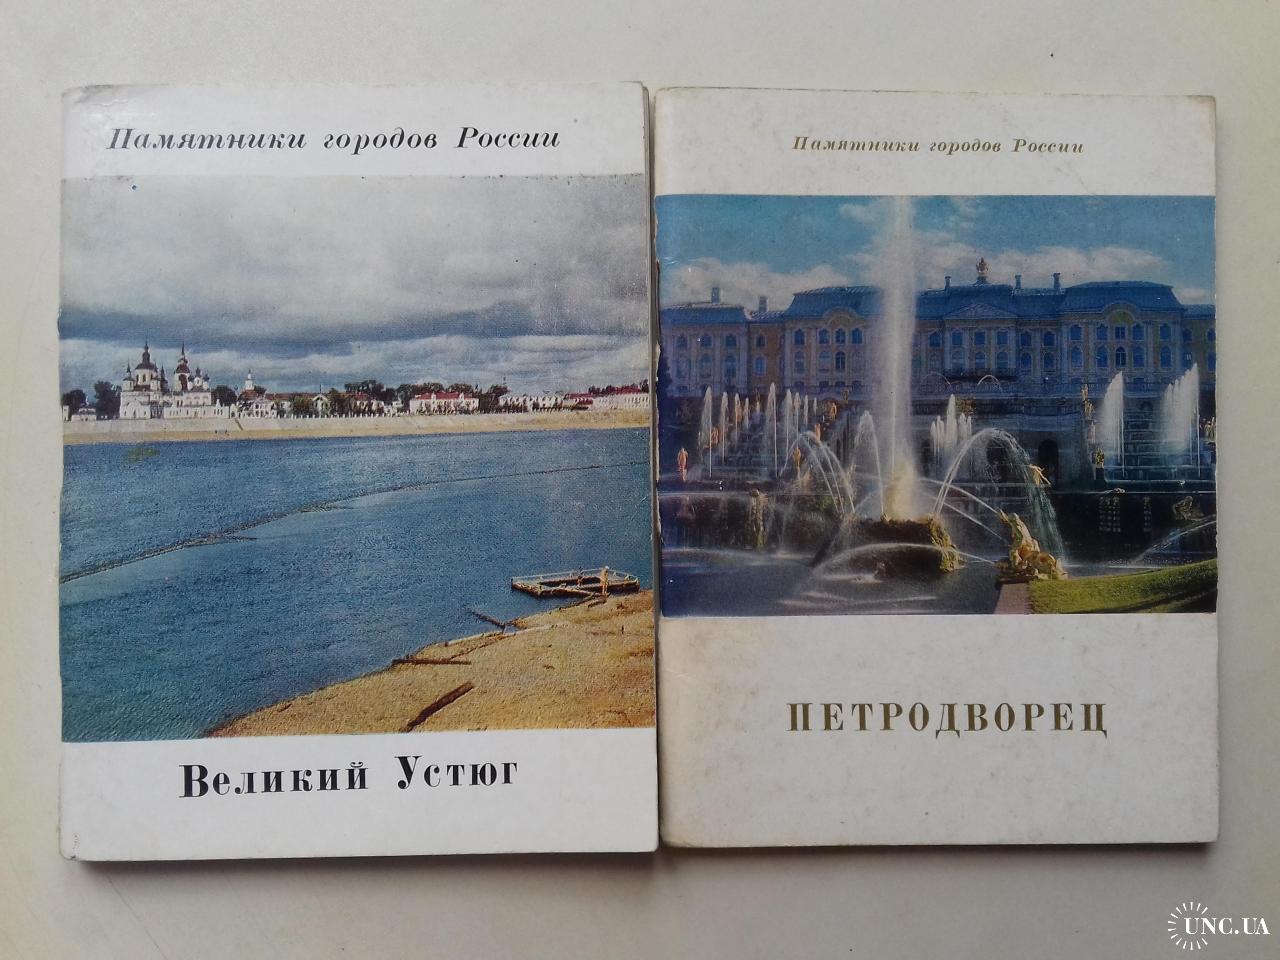 Памятники городов России
Великий Устюг
Памятники городов России
ПЕТРОДВОРЕЦ
UNC.UA